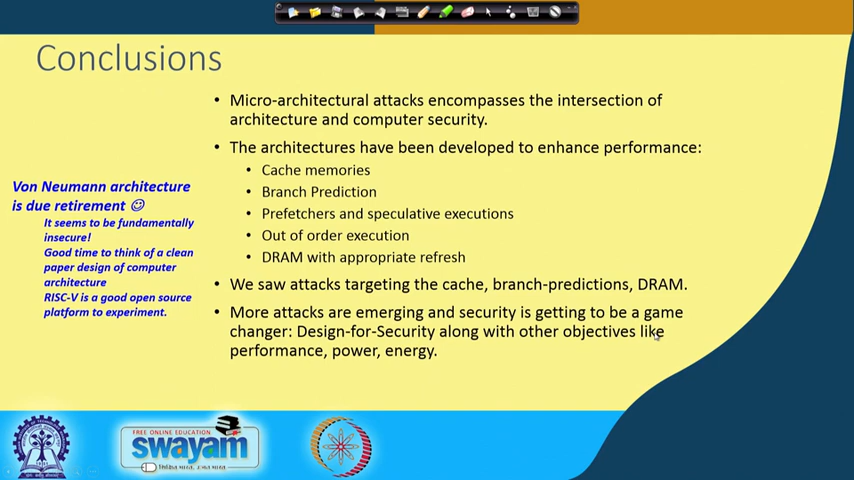 Conclusions
• Micro-architectural attacks encompasses the intersection of
architecture and computer security.
• The architectures have been developed to enhance performance:
• Cache memories
• Branch Prediction
• Prefetchers and speculative executions
• Out of order execution
• DRAM with appropriate refresh
• We saw attacks targeting the cache, branch-predictions, DRAM.
• More attacks are emerging and security is getting to be a game
changer: Design-for-Security along with other objectives like
performance, power, energy.
Von Neumann architecture
is due retirement ☺
It seems to be fundamentally
insecure!
Good time to think of a clean
paper design of computer
architecture
RISC-V is a good open source
platform to experiment.
FREE ONLINE EDUCATION
swayam